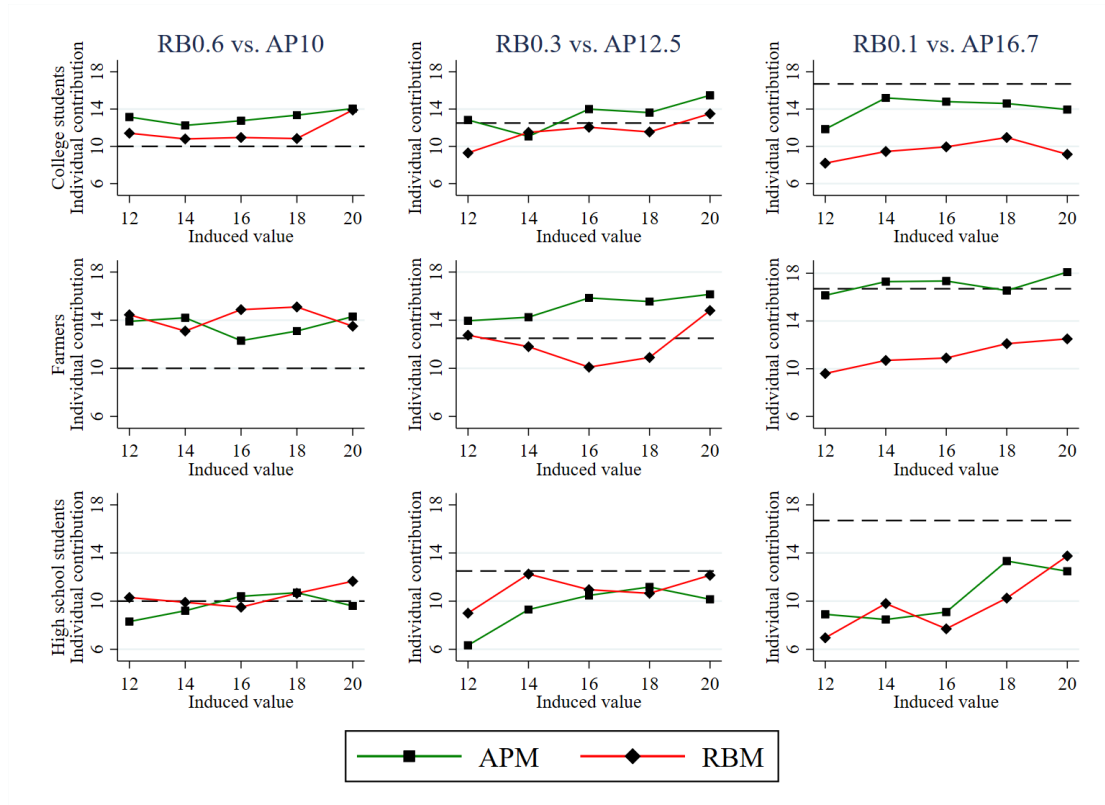 RB0.6 vs. AP10
RB0.3 vs. AP12.5
RB0.1 vs. AP16.7
College students
Individual contribution
18
14
10
6
12 14 16 18 20
Induced value
Individual contribution
18
14
10
6
12 14 16 18 20
Induced value
Individual contribution
18
14
10
6
12 14 16 18 20
Induced value
Farmers
Individual contribution
18
14
10
6
12 14 16 18 20
Induced value
Individual contribution
18
14
10
6
12 14 16 18 20
Induced value
Individual contribution
18
14
10
6
12 14 16 18 20
Induced value
High school students
Individual contribution
18
14
10
6
12 14 16 18 20
Induced value
Individual contribution
18
14
10
6
12 14 16 18 20
Induced value
Individual contribution
18
14
10
6
12 14 16 18 20
Induced value
APM
RBM